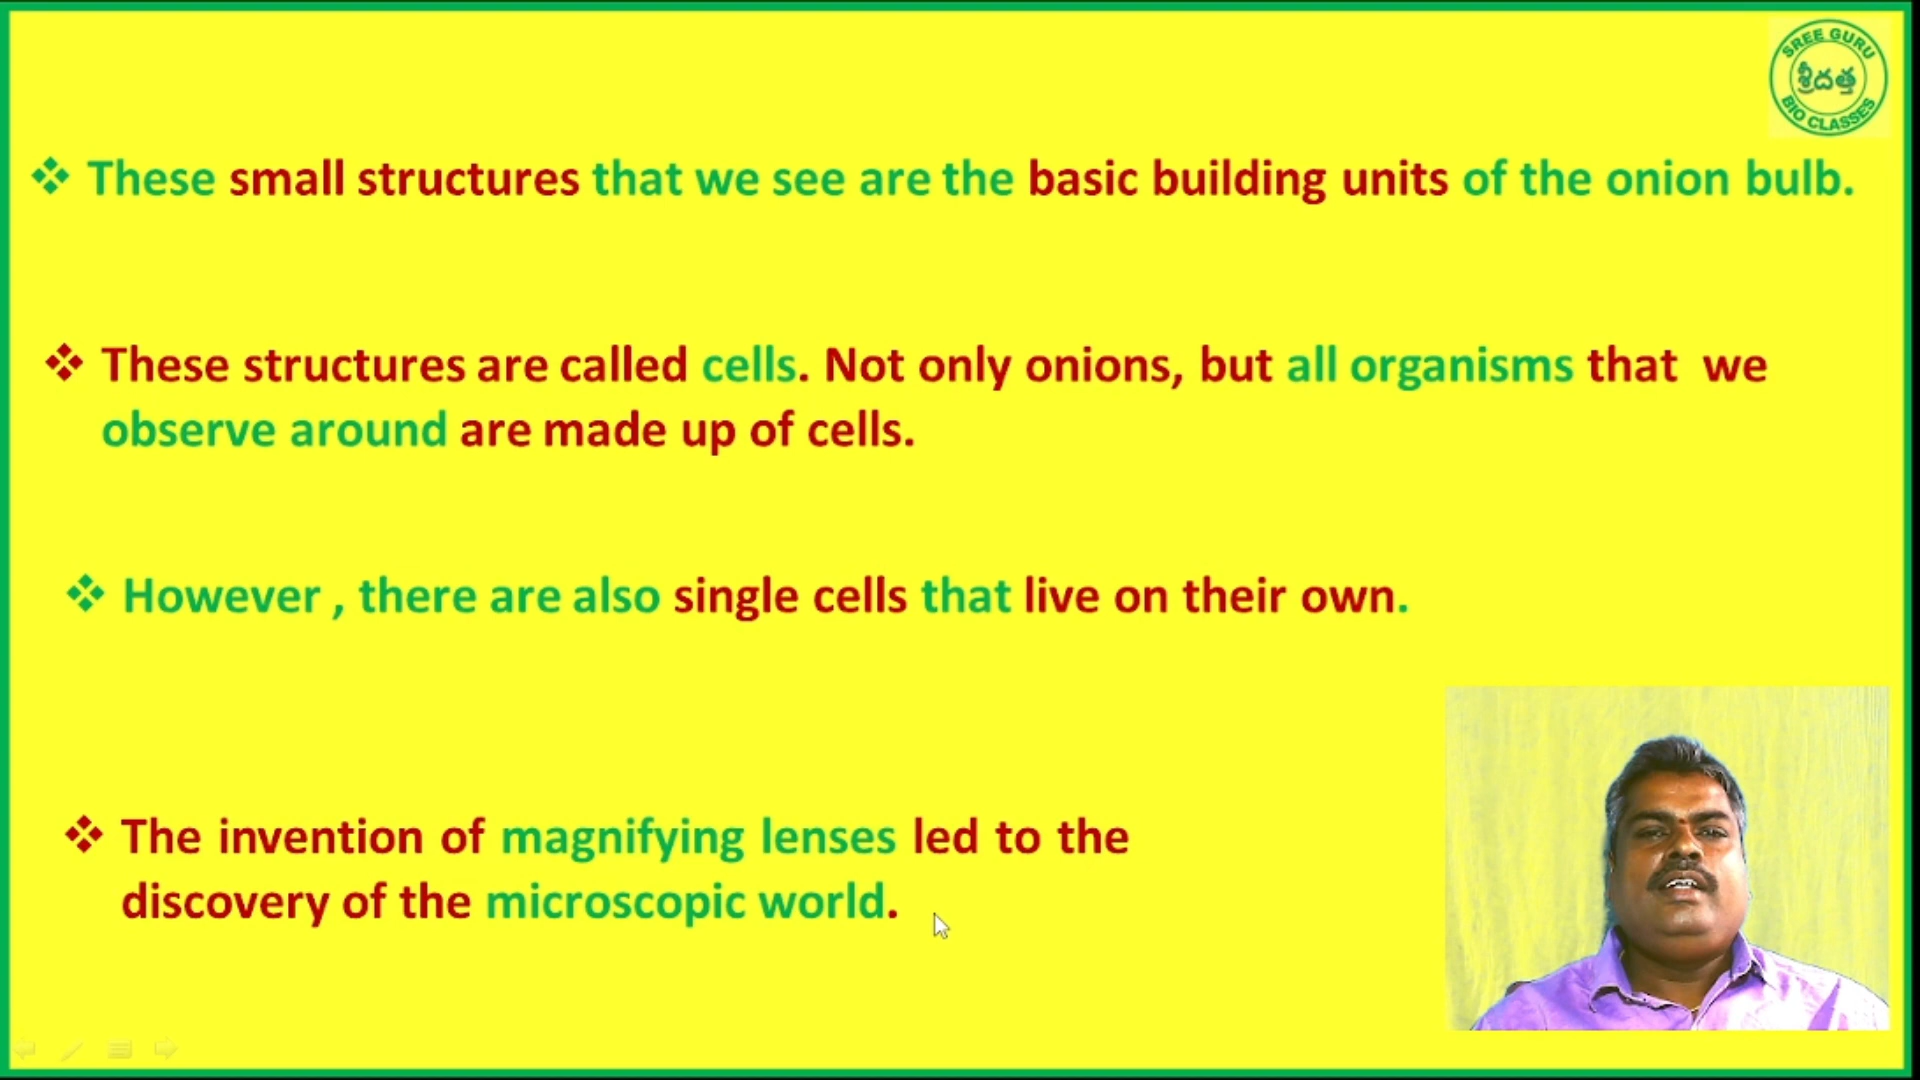 SREE GURU
శ్రీదత్త
BIO CLASSES
❖ These small structures that we see are the basic building units of the onion bulb.
❖ These structures are called cells. Not only onions, but all organisms that we
observe around are made up of cells.
❖ However , there are also single cells that live on their own.
❖ The invention of magnifying lenses led to the
discovery of the microscopic world.